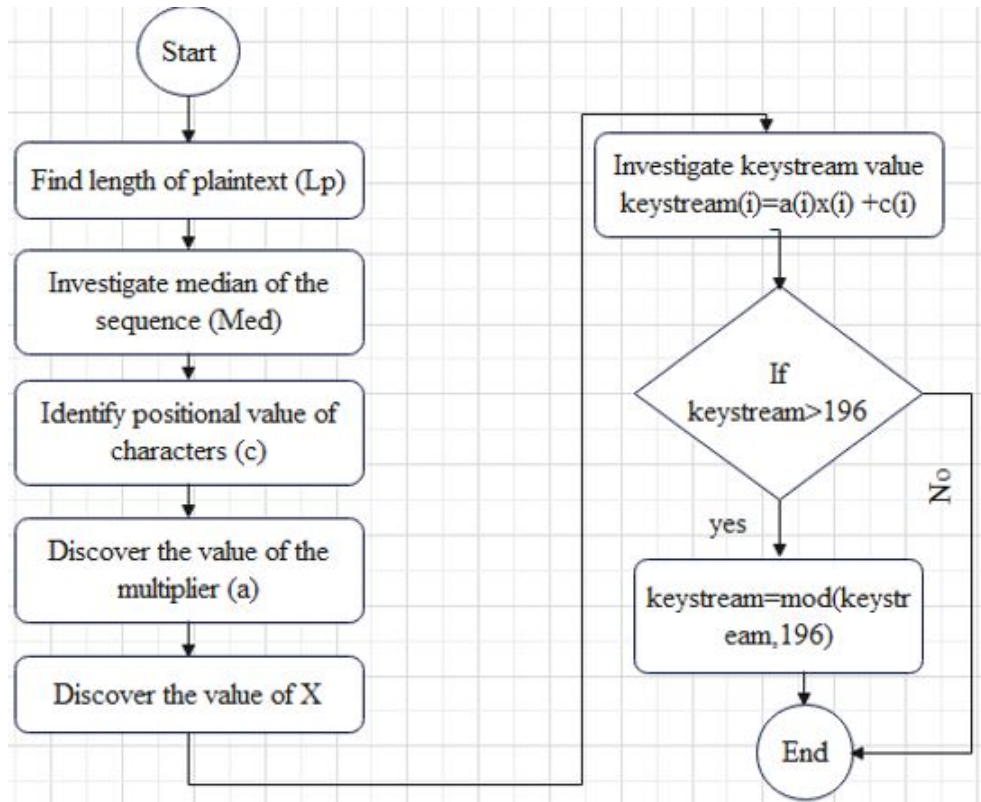 Start
Find length of plaintext (Lp)
Investigate median of the
sequence (Med)
Identify positional value of
characters (c)
Discover the value of the
multiplier (a)
Discover the value of X
Investigate keystream value
keystream(i)=a(i)x(i) +c(i)
If
keystream>196
No
yes
keystream=mod(keystr
eam,196)
End